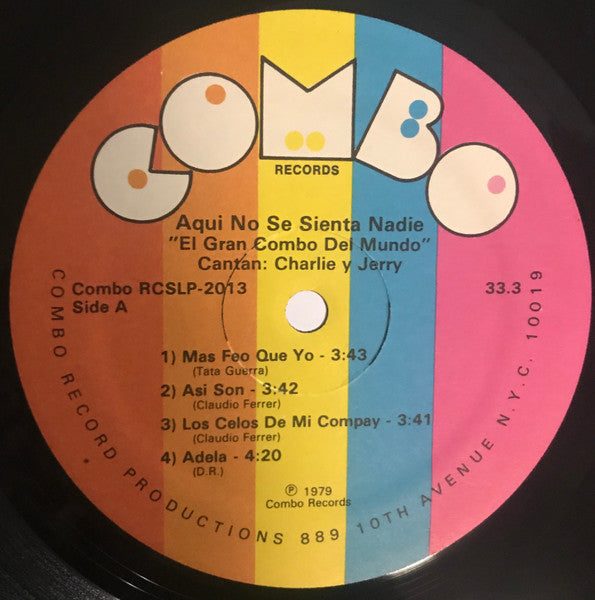 COMBO
RECORDS
Aqui No Se Sienta Nadie
"El Gran Combo Del Mundo"
Cantan: Charlie y Jerry
Combo RCSLP-2013
33.3
Side A
1) Mas Feo Que Yo - 3:43
(Tata Guerra)
2) Asi Son - 3:42
(Claudio Ferrer)
3) Los Celos De Mi Compay - 3:41
(Claudio Ferrer)
4) Adela - 4:20
(D.R.)
℗ 1979
Combo Records
COMBO RECORD PRODUCTIONS 889 10TH AVENUE N.Y.C. 10019